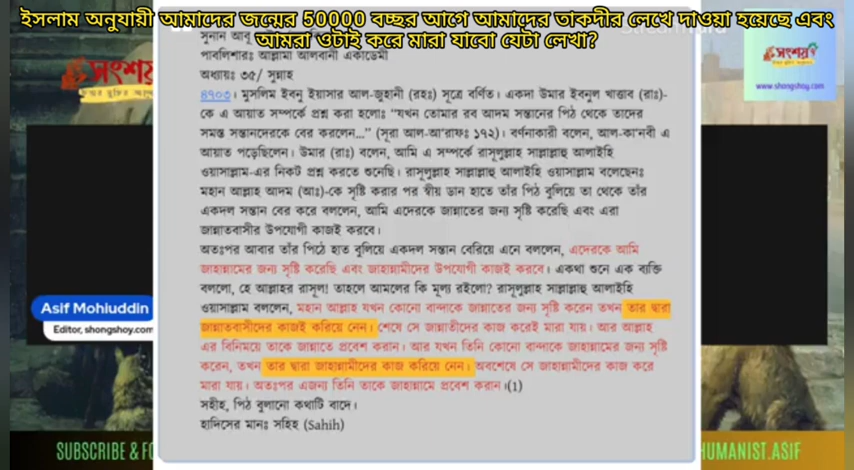 ইসলাম অনুযায়ী আমাদের জন্মের 50000 বচ্ছর আগে আমাদের তাকদীর লেখে দাওয়া হয়েছে এবং
আমরা ওটাই করে মারা যাবো যেটা লেখা?
সুনান আবূ
পাবলিশারঃ আল্লামা আলবানী একাডেমী
অধ্যায়ঃ ৩৫/ সুন্নাহ
৪৭০৩। মুসলিম ইবনু ইয়াসার আল-জুহানী (রহঃ) সূত্রে বর্ণিত। একদা উমার ইবনুল খাত্তাব (রাঃ)-
কে এ আয়াত সম্পর্কে প্রশ্ন করা হলোঃ “যখন তোমার রব আদম সন্তানের পিঠ থেকে তাদের
সমস্ত সন্তানদেরকে বের করলেন...” (সূরা আল-আ'রাফঃ ১৭২)। বর্ণনাকারী বলেন, আল-কা'নবী এ
আয়াত পড়েছিলেন। উমার (রাঃ) বলেন, আমি এ সম্পর্কে রাসূলুল্লাহ সাল্লাল্লাহু আলাইহি
ওয়াসাল্লাম-এর নিকট প্রশ্ন করতে শুনেছি। রাসূলুল্লাহ সাল্লাল্লাহু আলাইহি ওয়াসাল্লাম বলেছেনঃ
মহান আল্লাহ আদম (আঃ)-কে সৃষ্টি করার পর স্বীয় ডান হাতে তাঁর পিঠ বুলিয়ে তা থেকে তাঁর
একদল সন্তান বের করে বললেন, আমি এদেরকে জান্নাতের জন্য সৃষ্টি করেছি এবং এরা
জান্নাতবাসীর উপযোগী কাজই করবে।
অতঃপর আবার তাঁর পিঠে হাত বুলিয়ে একদল সন্তান বেরিয়ে এনে বললেন, এদেরকে আমি
জাহান্নামের জন্য সৃষ্টি করেছি এবং জাহান্নামীদের উপযোগী কাজই করবে। একথা শুনে এক ব্যক্তি
বললো, হে আল্লাহর রাসূল! তাহলে আমলের কি মূল্য রইলো? রাসূলুল্লাহ সাল্লাল্লাহু আলাইহি
ওয়াসাল্লাম বললেন, মহান আল্লাহ যখন কোনো বান্দাকে জান্নাতের জন্য সৃষ্টি করেন তখন তার দ্বারা
জান্নাতবাসীদের কাজই করিয়ে নেন। শেষে সে জান্নাতীদের কাজ করেই মারা যায়। আর আল্লাহ
এর বিনিময়ে তাকে জান্নাতে প্রবেশ করান। আর যখন তিনি কোনো বান্দাকে জাহান্নামের জন্য সৃষ্টি
করেন, তখন তার দ্বারা জাহান্নামীদের কাজ করিয়ে নেন। অবশেষে সে জাহান্নামীদের কাজ করে
মারা যায়। অতঃপর এজন্য তিনি তাকে জাহান্নামে প্রবেশ করান।(1)
সহীহ, পিঠ বুলানো কথাটি বাদে।
হাদিসের মানঃ সহিহ (Sahih)
সংশয়
Asif Mohiuddin
Editor, shongshoy.com
সংশয়
www.shongshoy.com
SUBSCRIBE & FO
HUMANIST.ASIF